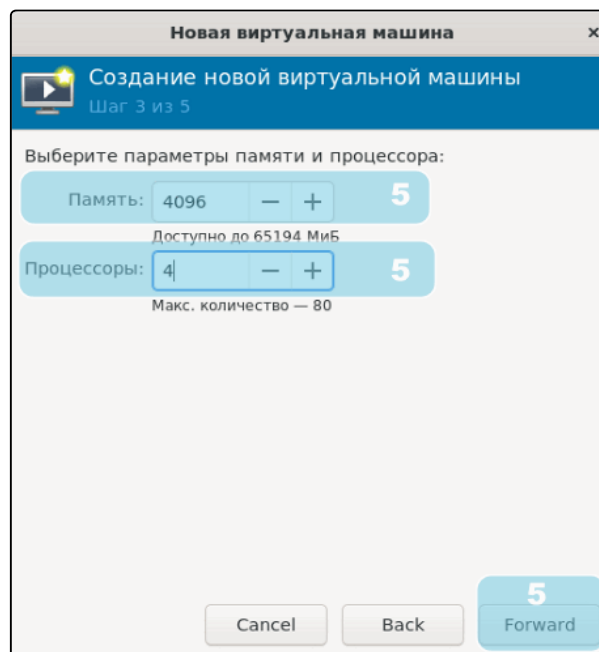 Новая виртуальная машина ×
Создание новой виртуальной машины
Шаг 3 из 5
Выберите параметры памяти и процессора:
Память: 4096 − + 5
Доступно до 65194 МиБ
Процессоры: 4 − + 5
Макс. количество — 80
5
Cancel Back Forward